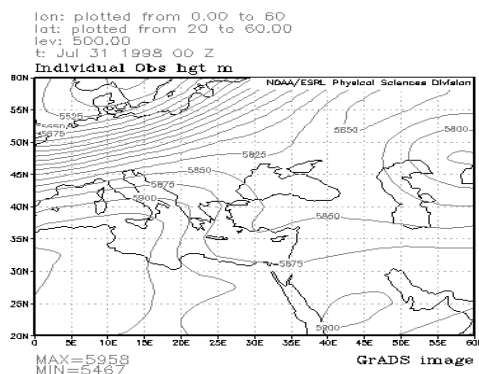 lon: plotted from 0.00 to 60
lat: plotted from 20 to 60.00
lev: 500.00
t: Jul 31 1998 00 Z
Individual Obs hgt m
NOAA/ESRL Physical Sciences Division
60N
55N
50N
45N
40N
35N
30N
25N
20N
5525
5650
5675
5825
5850
5850
5800
5875
5900
5850
5875
5900
0
5E
10E
15E
20E
25E
30E
35E
40E
45E
50E
55E
60E
MAX=5958
MIN=5467
GrADS image